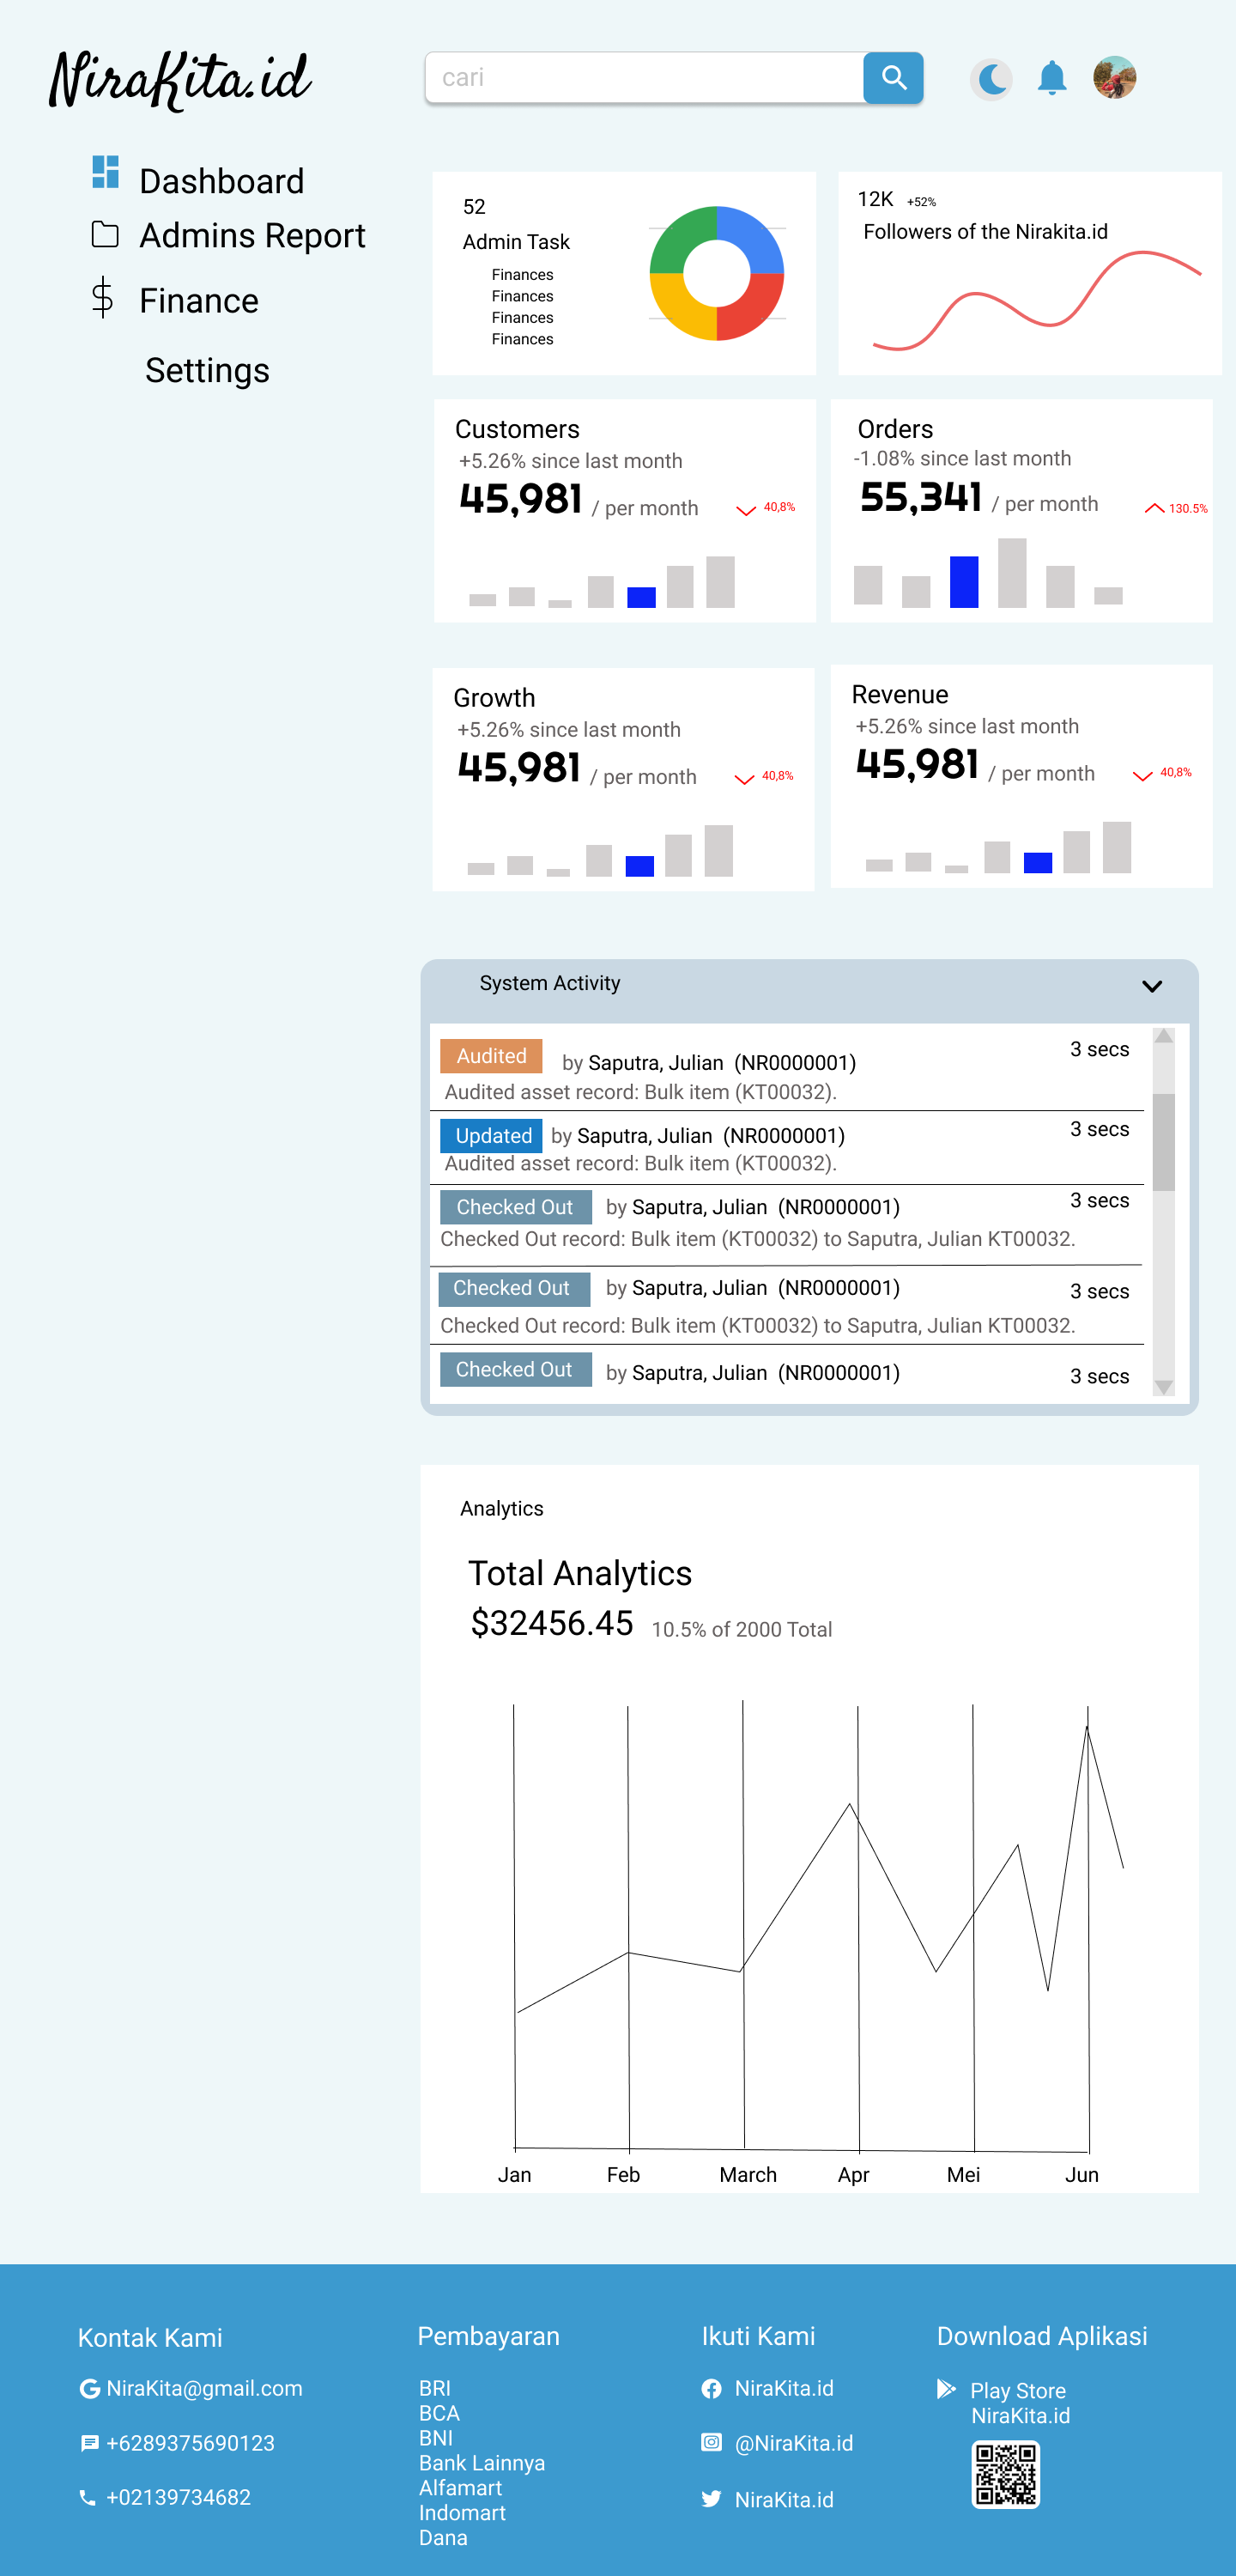 NiraKita.id
cari
Dashboard
Admins Report
Finance
Settings
52
Admin Task
Finances
Finances
Finances
Finances
12K +52%
Followers of the Nirakita.id
Customers
+5.26% since last month
45,981 / per month 40,8%
Orders
-1.08% since last month
55,341 / per month 130.5%
Growth
+5.26% since last month
45,981 / per month 40,8%
Revenue
+5.26% since last month
45,981 / per month 40,8%
System Activity
Audited by Saputra, Julian (NR0000001) 3 secs
Audited asset record: Bulk item (KT00032).
Updated by Saputra, Julian (NR0000001) 3 secs
Audited asset record: Bulk item (KT00032).
Checked Out by Saputra, Julian (NR0000001) 3 secs
Checked Out record: Bulk item (KT00032) to Saputra, Julian KT00032.
Checked Out by Saputra, Julian (NR0000001) 3 secs
Checked Out record: Bulk item (KT00032) to Saputra, Julian KT00032.
Checked Out by Saputra, Julian (NR0000001) 3 secs
Analytics
Total Analytics
$32456.45 10.5% of 2000 Total
Jan Feb March Apr Mei Jun
Kontak Kami
NiraKita@gmail.com
+6289375690123
+02139734682
Pembayaran
BRI
BCA
BNI
Bank Lainnya
Alfamart
Indomart
Dana
Ikuti Kami
NiraKita.id
@NiraKita.id
NiraKita.id
Download Aplikasi
Play Store
NiraKita.id